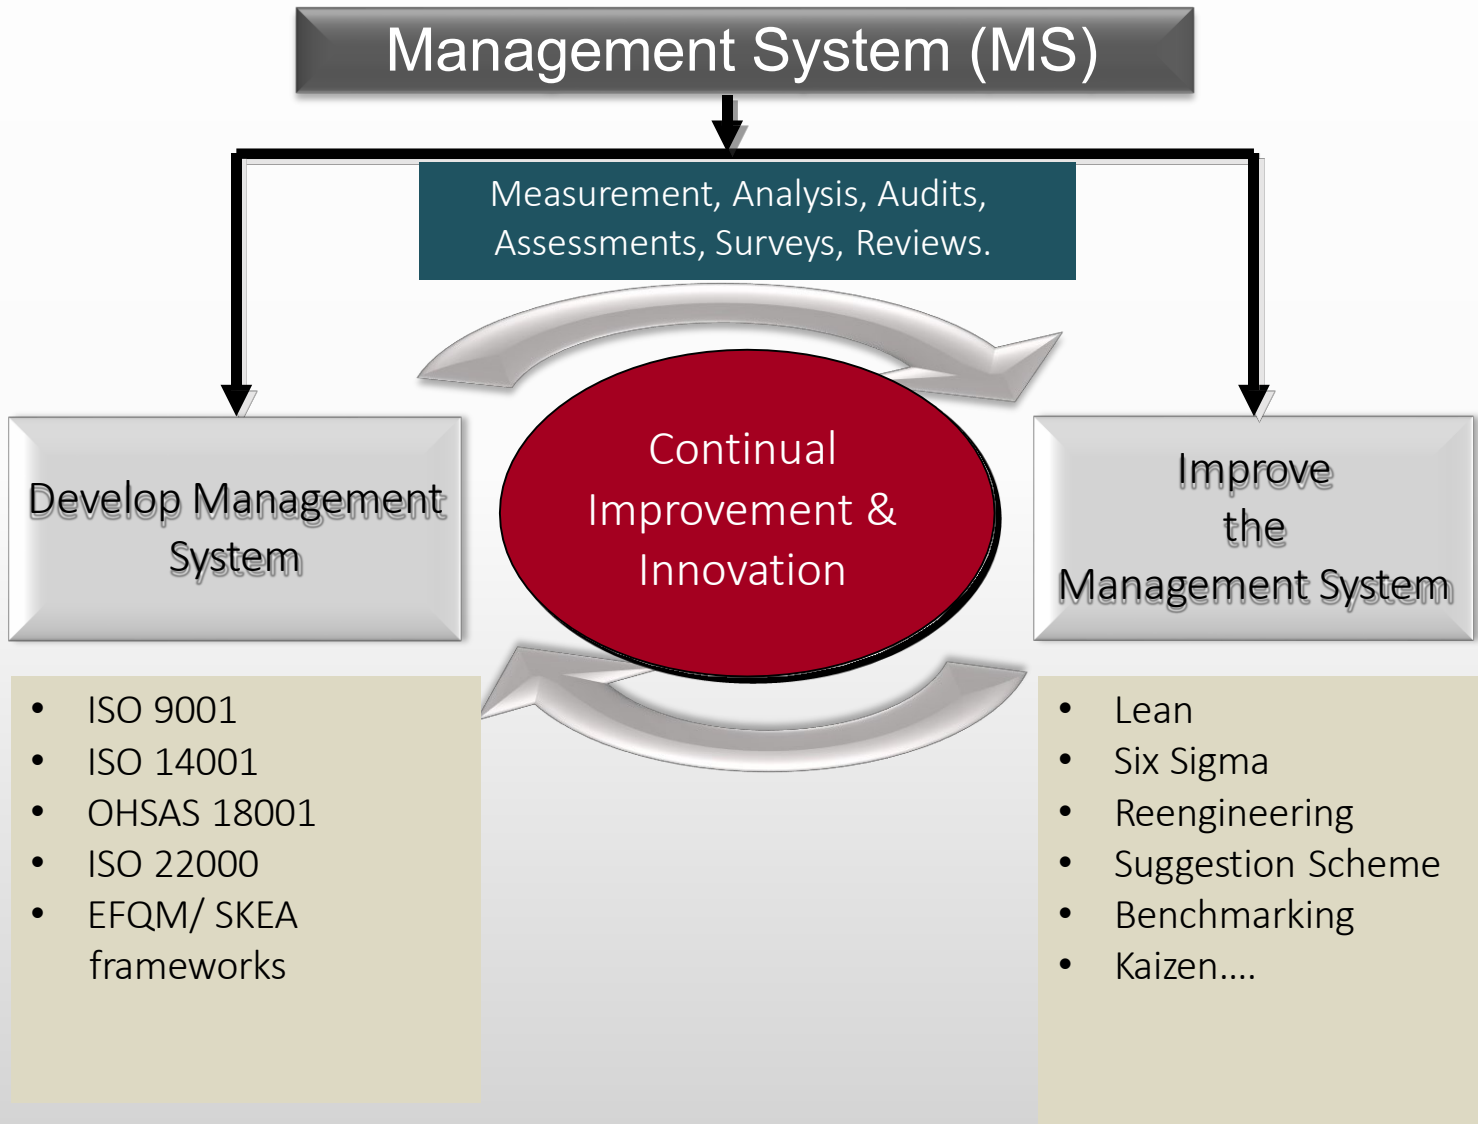 Management System (MS)
Measurement, Analysis, Audits,
Assessments, Surveys, Reviews.
Develop Management
System
Continual
Improvement &
Innovation
Improve
the
Management System
• ISO 9001
• ISO 14001
• OHSAS 18001
• ISO 22000
• EFQM/ SKEA
frameworks
• Lean
• Six Sigma
• Reengineering
• Suggestion Scheme
• Benchmarking
• Kaizen....